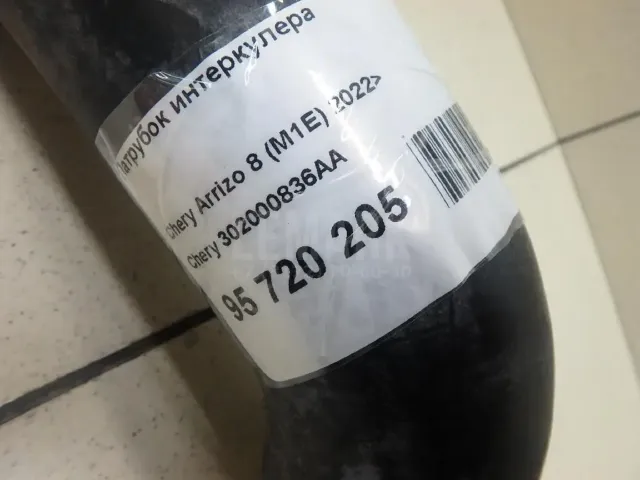 Патрубок интеркулера
Chery Arrizo 8 (M1E) 2022>
Chery 302000836AA
95 720 205